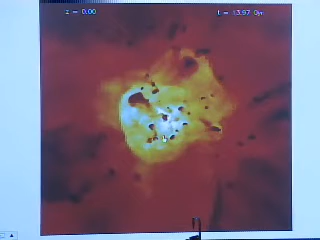 z = 0.00
t = 13.97 Gyr